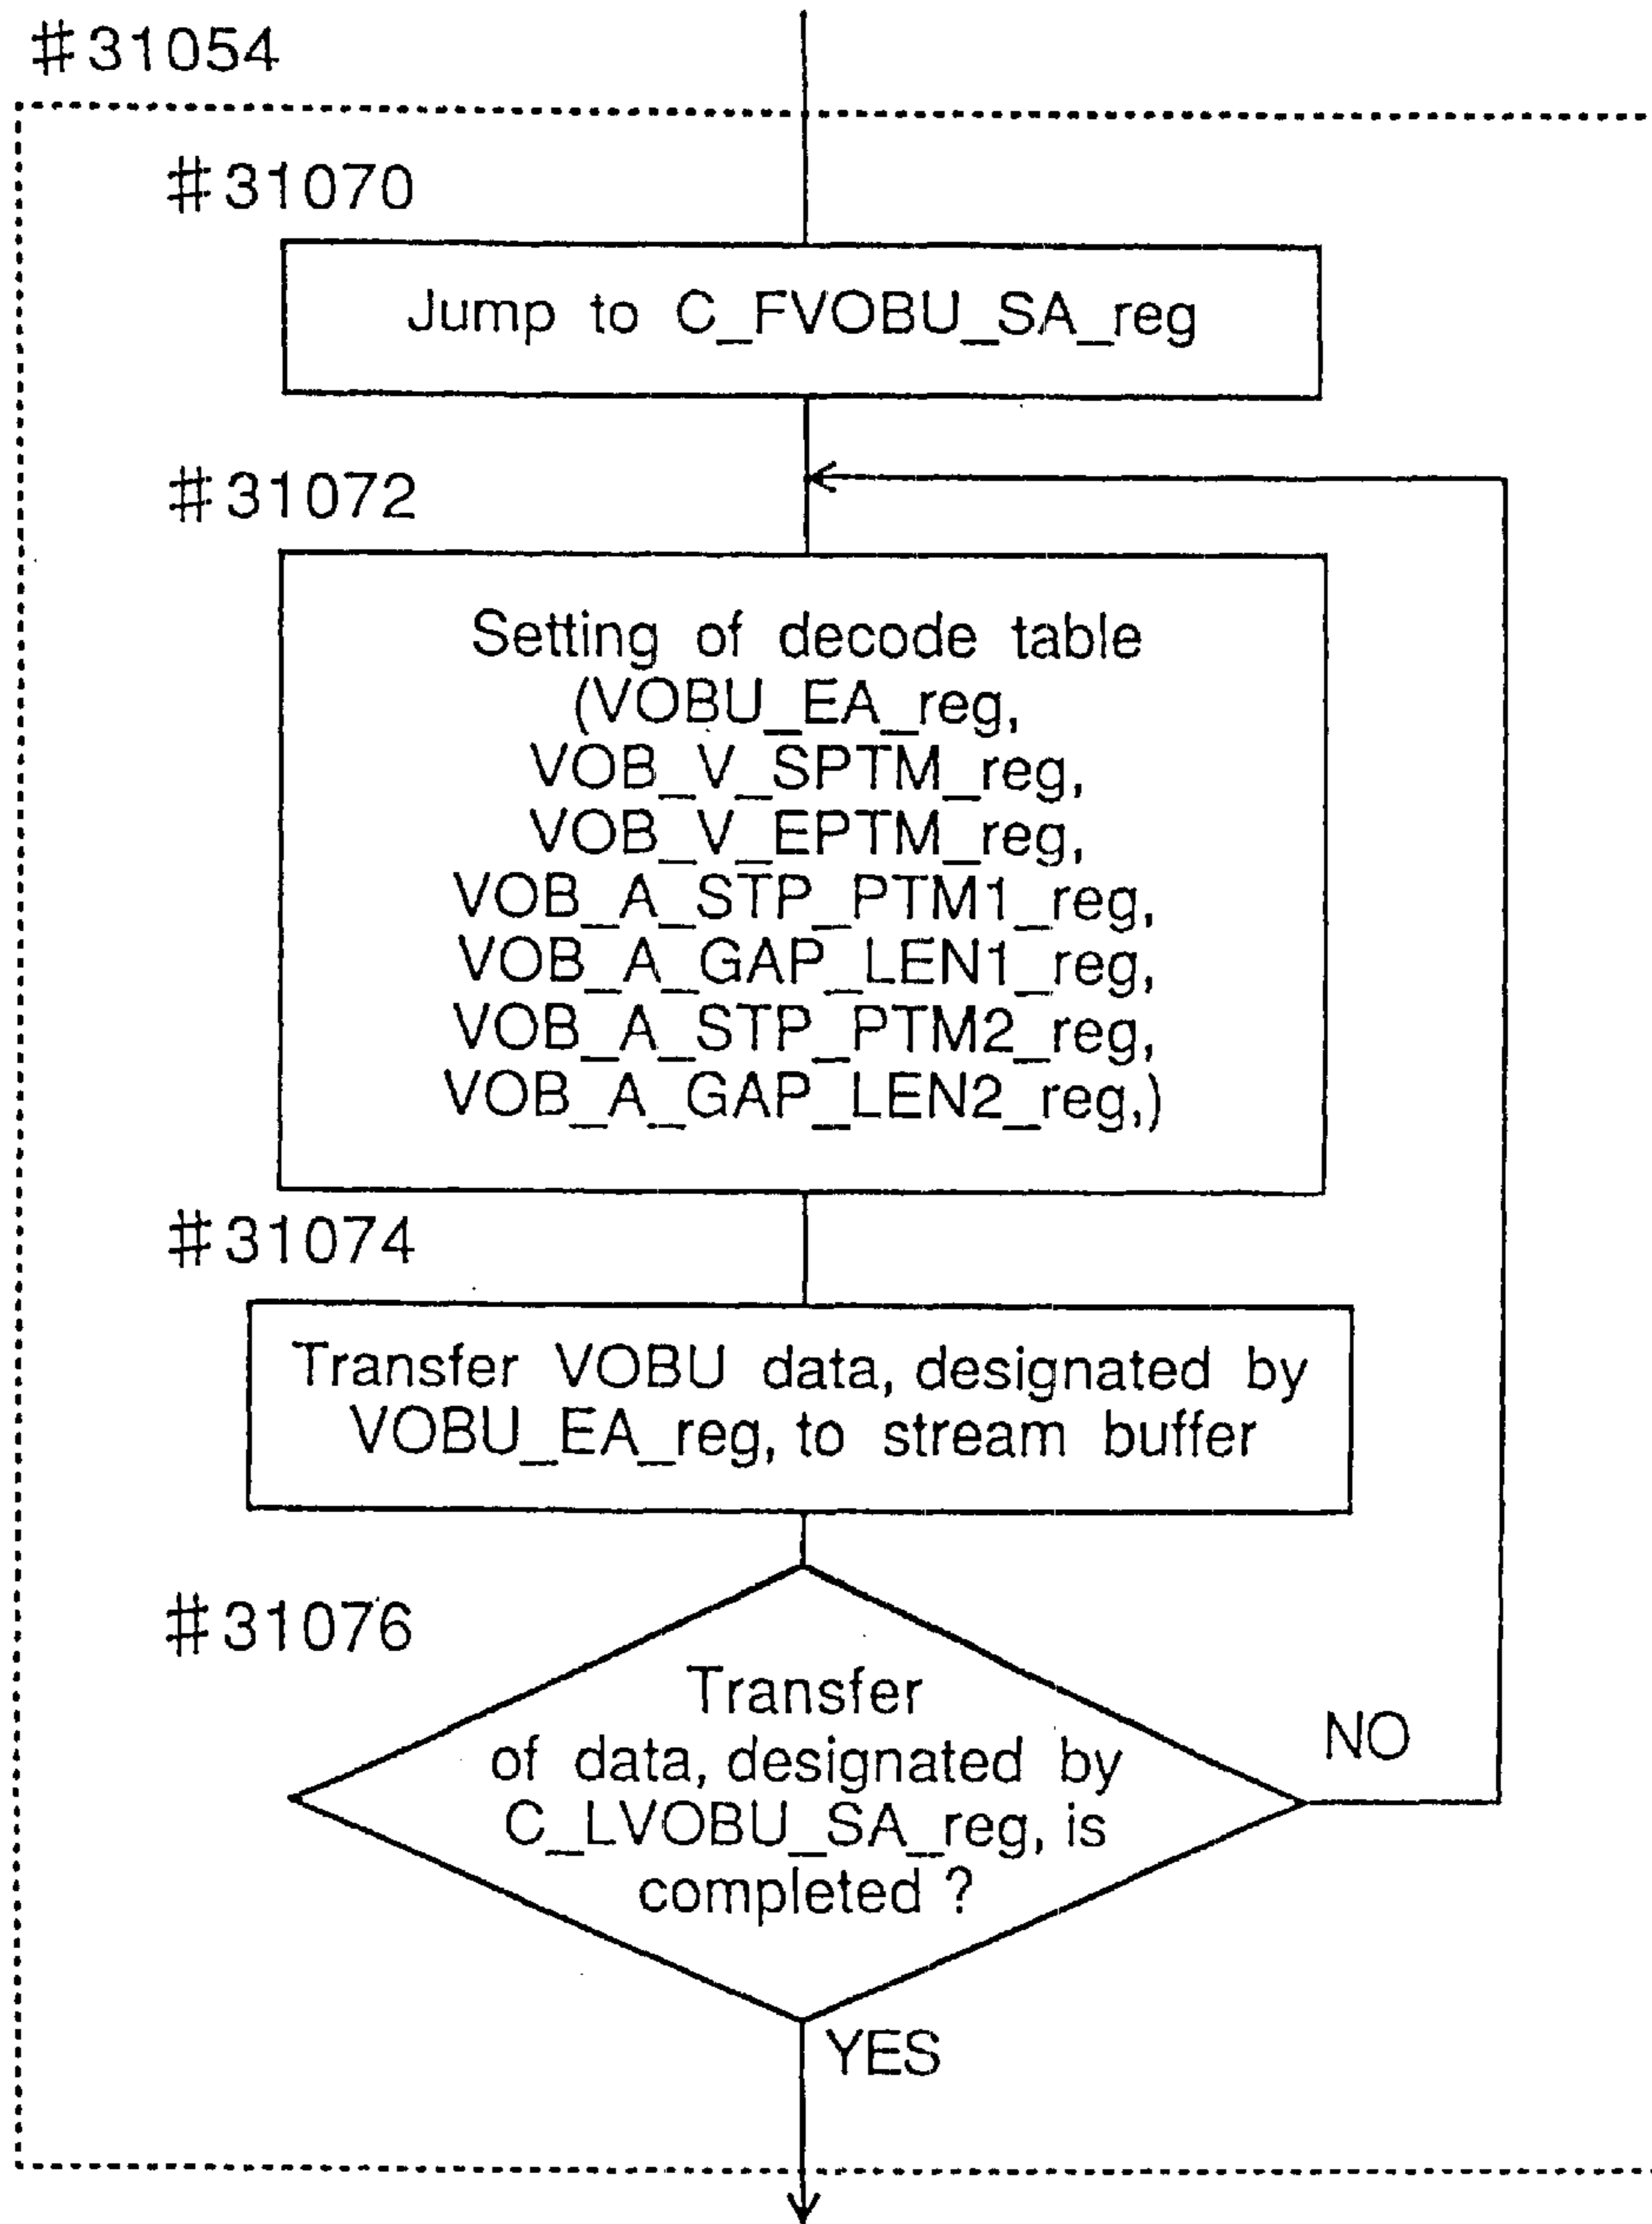 #31054
#31070
Jump to C_FVOBU_SA_reg
#31072
Setting of decode table
(VOBU_EA_reg,
VOB_V_SPTM_reg,
VOB_V_EPTM_reg,
VOB_A_STP_PTM1_reg,
VOB_A_GAP_LEN1_reg,
VOB_A_STP_PTM2_reg,
VOB_A_GAP_LEN2_reg,)
#31074
Transfer VOBU data, designated by
VOBU_EA_reg, to stream buffer
#31076
Transfer
of data, designated by
C_LVOBU_SA_reg, is
completed ?
NO
YES